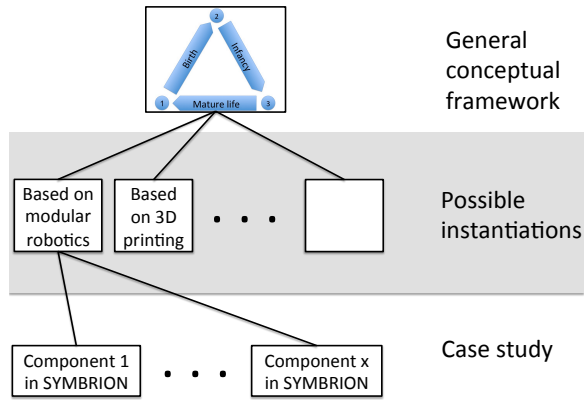 2
Birth
Infancy
1
Mature life
3
General
conceptual
framework
Based on
modular
robotics
Based
on 3D
printing
. . .
Possible
instantiations
Component 1
in SYMBRION
. . .
Component x
in SYMBRION
Case study